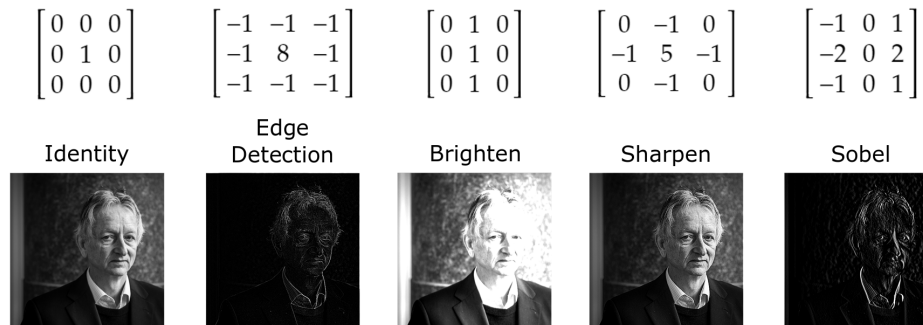 0 0 0
0 1 0
0 0 0
–1 –1 –1
–1 8 –1
–1 –1 –1
0 1 0
0 1 0
0 1 0
0 –1 0
–1 5 –1
0 –1 0
–1 0 1
–2 0 2
–1 0 1
Identity
Edge
Detection
Brighten
Sharpen
Sobel